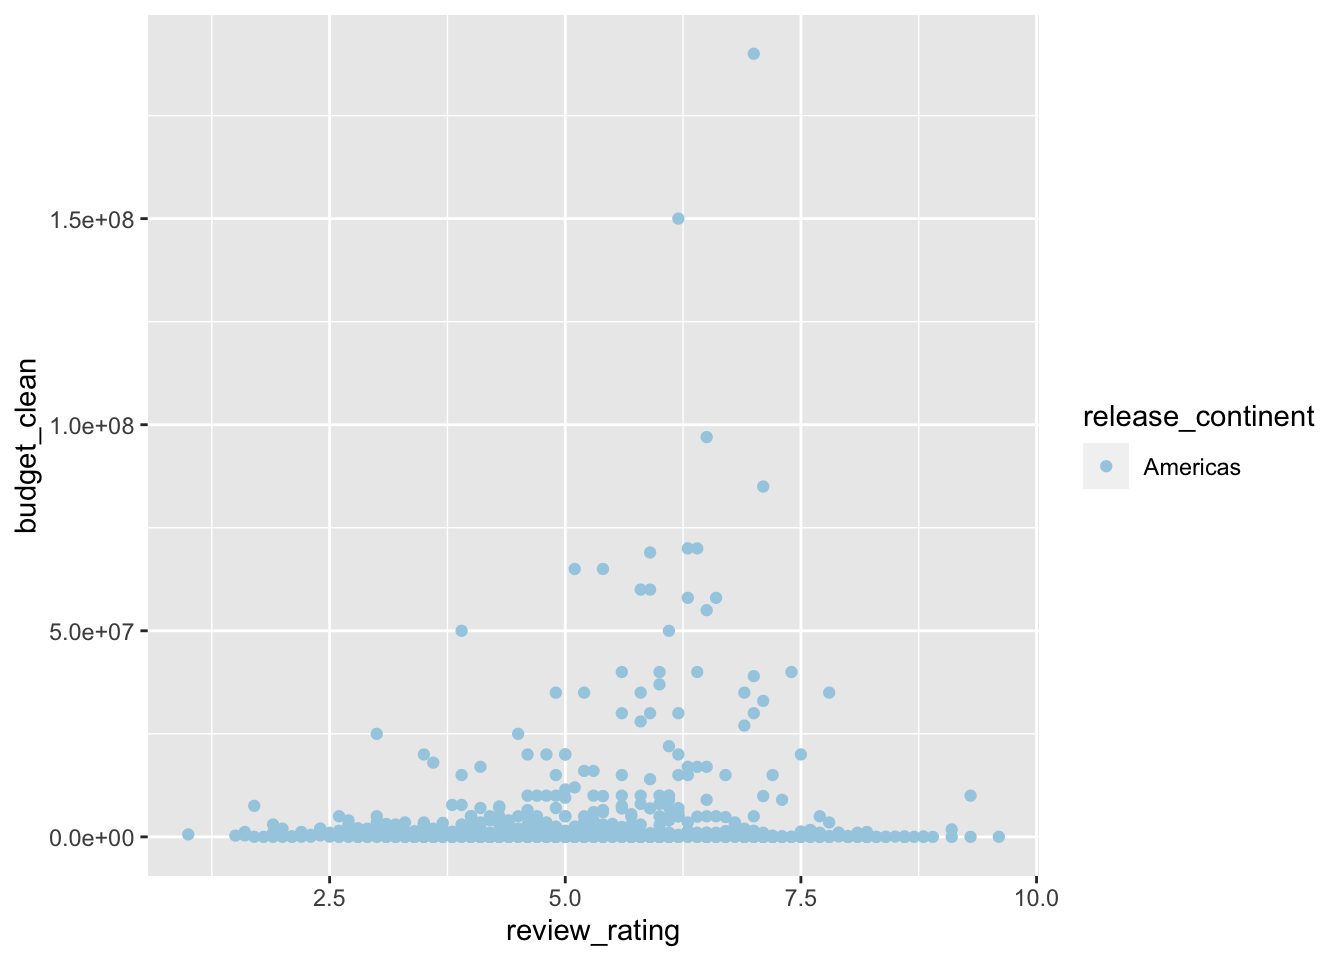 1.5e+08
1.0e+08
5.0e+07
0.0e+00
budget_clean
2.5 5.0 7.5 10.0
review_rating
release_continent
Americas